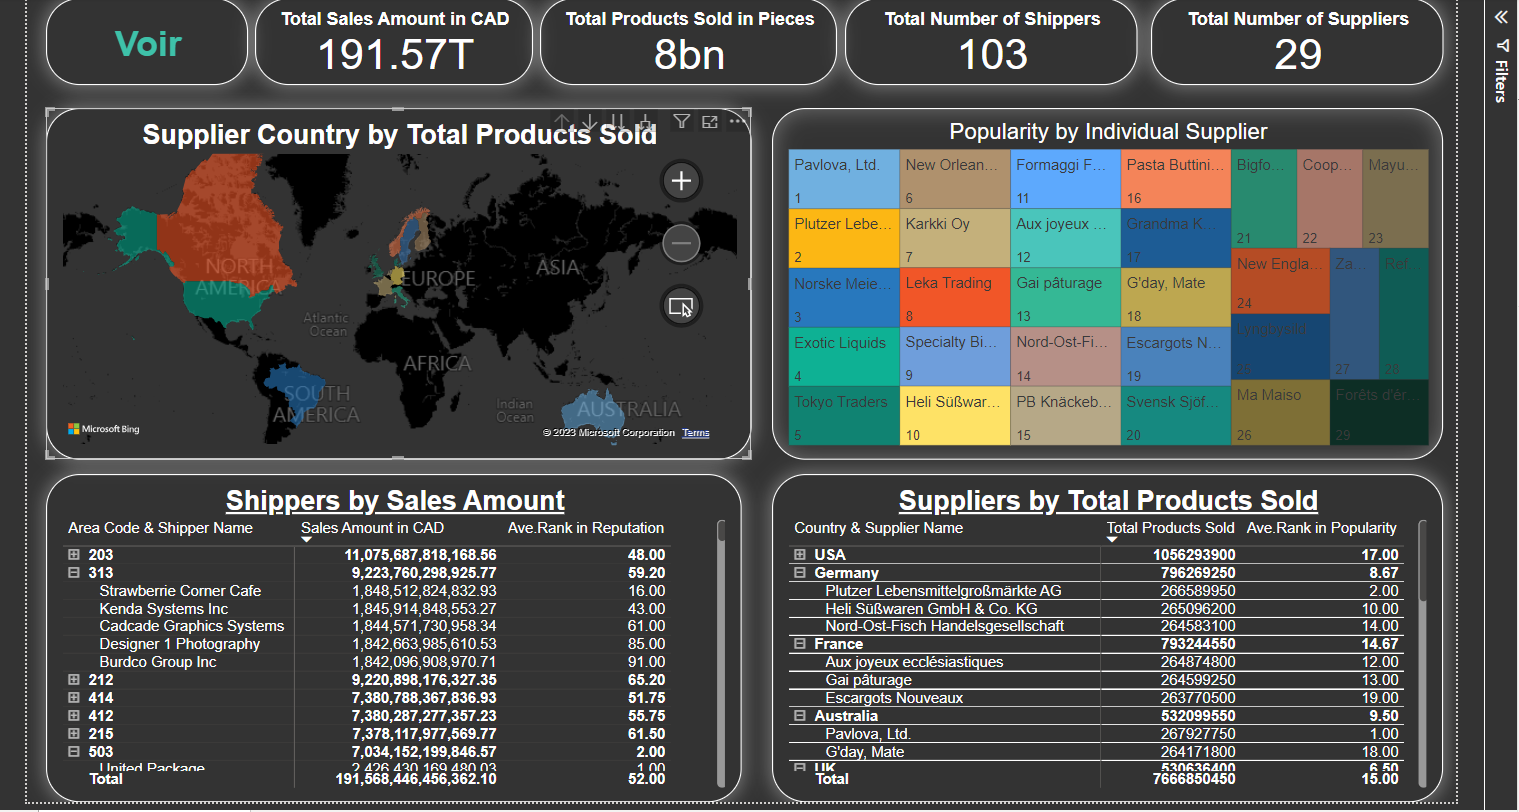 Voir
Total Sales Amount in CAD
191.57T
Total Products Sold in Pieces
8bn
Total Number of Shippers
103
Total Number of Suppliers
29
Filters
Supplier Country by Total Products Sold
NORTH AMERICA
EUROPE
ASIA
Atlantic Ocean
AFRICA
SOUTH AMERICA
Indian Ocean
AUSTRALIA
Microsoft Bing
© 2023 Microsoft Corporation Terms
Popularity by Individual Supplier
Pavlova, Ltd.
1
New Orlean...
6
Formaggi F...
11
Pasta Buttini...
16
Bigfo...
21
Coop...
22
Mayu...
23
Plutzer Lebe...
2
Karkki Oy
7
Aux joyeux ...
12
Grandma K...
17
Norske Meie...
3
Leka Trading
8
Gai pâturage
13
G'day, Mate
18
New Engla...
24
Za...
27
Ref...
28
Exotic Liquids
4
Specialty Bi...
9
Nord-Ost-Fi...
14
Escargots N...
19
Lyngbysild
Tokyo Traders
5
Heli Süßwar...
10
PB Knäckeb...
15
Svensk Sjöf...
20
Ma Maiso
26
Forêts d'ér...
29
Shippers by Sales Amount
Area Code & Shipper Name Sales Amount in CAD Ave.Rank in Reputation
203 11,075,687,818,168.56 48.00
313 9,223,760,298,925.77 59.20
Strawberrie Corner Cafe 1,848,512,824,832.93 16.00
Kenda Systems Inc 1,845,914,848,553.27 43.00
Cadcade Graphics Systems 1,844,571,730,958.34 61.00
Designer 1 Photography 1,842,663,985,610.53 85.00
Burdco Group Inc 1,842,096,908,970.71 91.00
212 9,220,898,176,327.35 65.20
414 7,380,788,367,836.93 51.75
412 7,380,287,277,357.23 55.75
215 7,378,117,977,569.77 61.50
503 7,034,152,199,846.57 2.00
United Package 2,426,430,169,480.03 1.00
Total 191,568,446,456,362.10 52.00
Suppliers by Total Products Sold
Country & Supplier Name Total Products Sold Ave.Rank in Popularity
USA 1056293900 17.00
Germany 796269250 8.67
Plutzer Lebensmittelgroßmärkte AG 266589950 2.00
Heli Süßwaren GmbH & Co. KG 265096200 10.00
Nord-Ost-Fisch Handelsgesellschaft 264583100 14.00
France 793244550 14.67
Aux joyeux ecclésiastiques 264874800 12.00
Gai pâturage 264599250 13.00
Escargots Nouveaux 263770500 19.00
Australia 532099550 9.50
Pavlova, Ltd. 267927750 1.00
G'day, Mate 264171800 18.00
UK 530636400 6.50
Total 7666850450 15.00